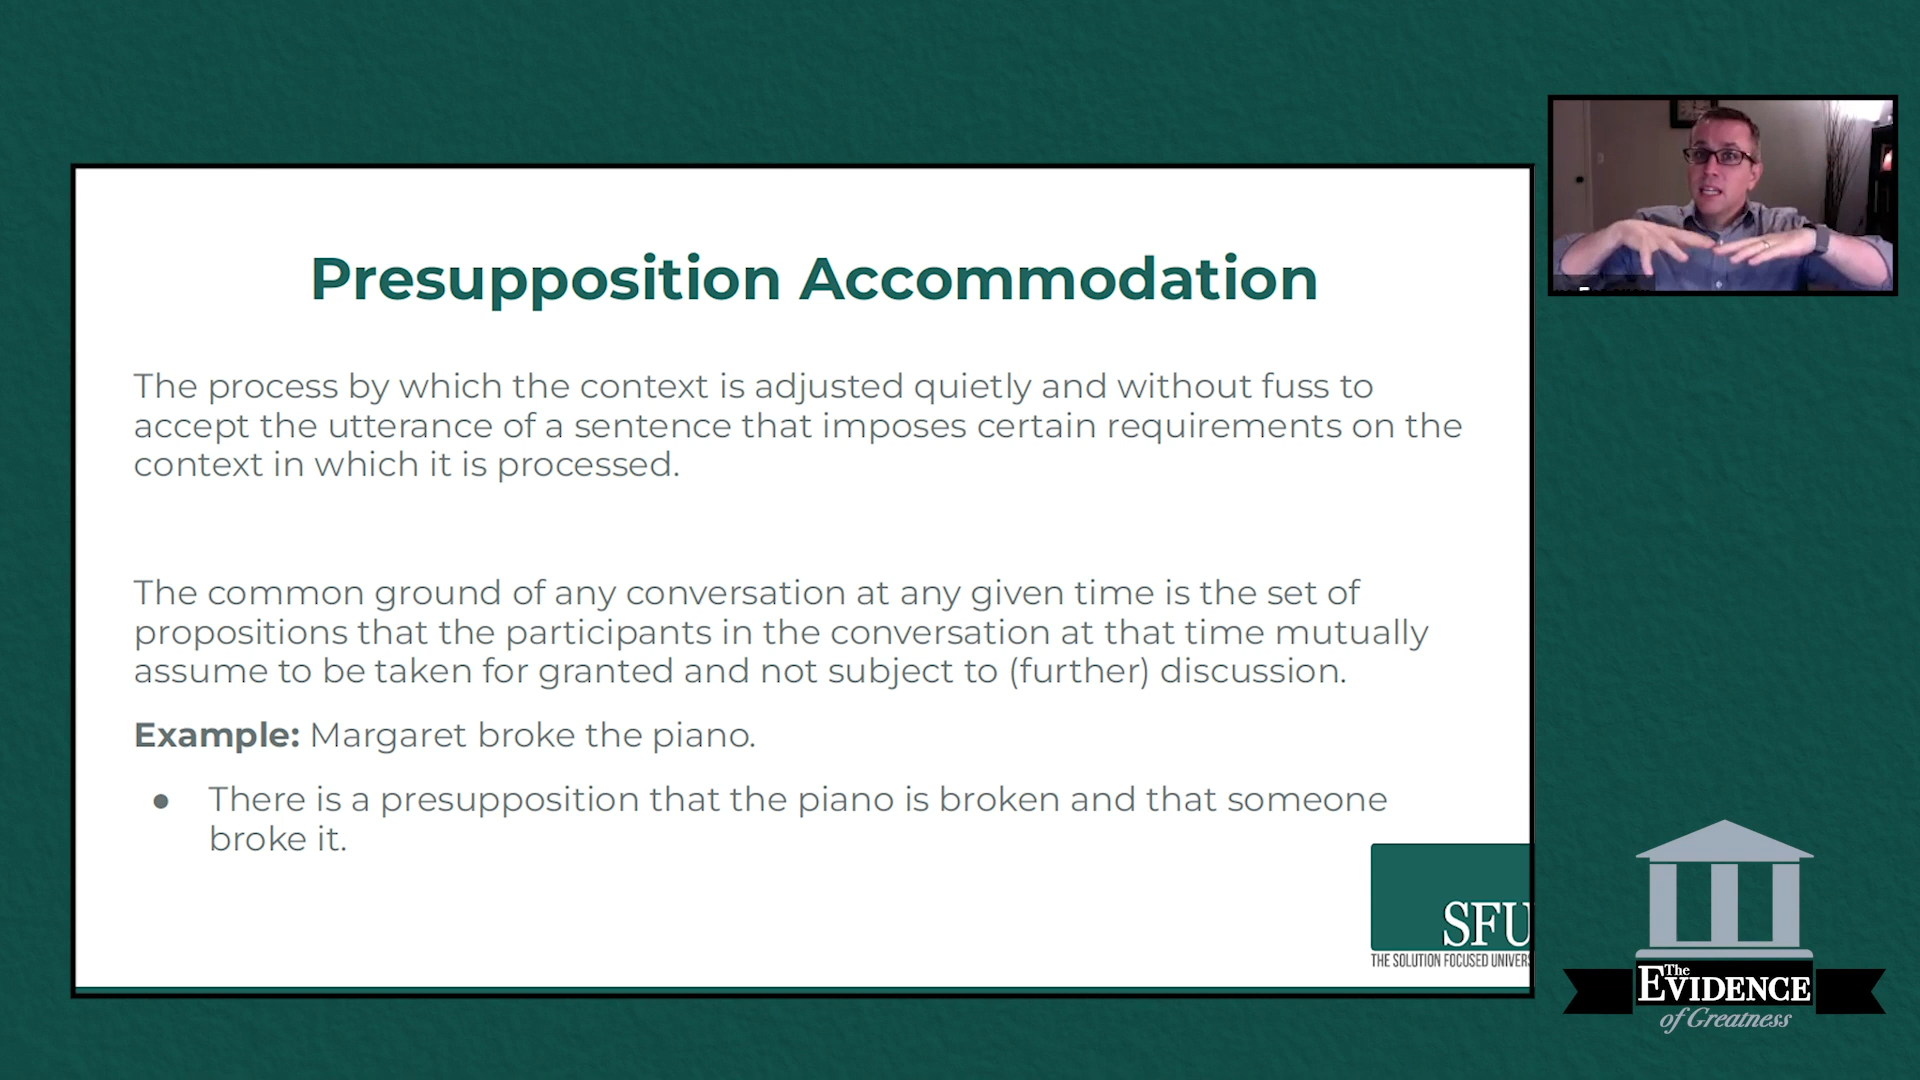 Presupposition Accommodation
The process by which the context is adjusted quietly and without fuss to
accept the utterance of a sentence that imposes certain requirements on the
context in which it is processed.
The common ground of any conversation at any given time is the set of
propositions that the participants in the conversation at that time mutually
assume to be taken for granted and not subject to (further) discussion.
Example: Margaret broke the piano.
● There is a presupposition that the piano is broken and that someone
broke it.
SFU
THE SOLUTION FOCUSED UNIVERS
The
EVIDENCE
of Greatness